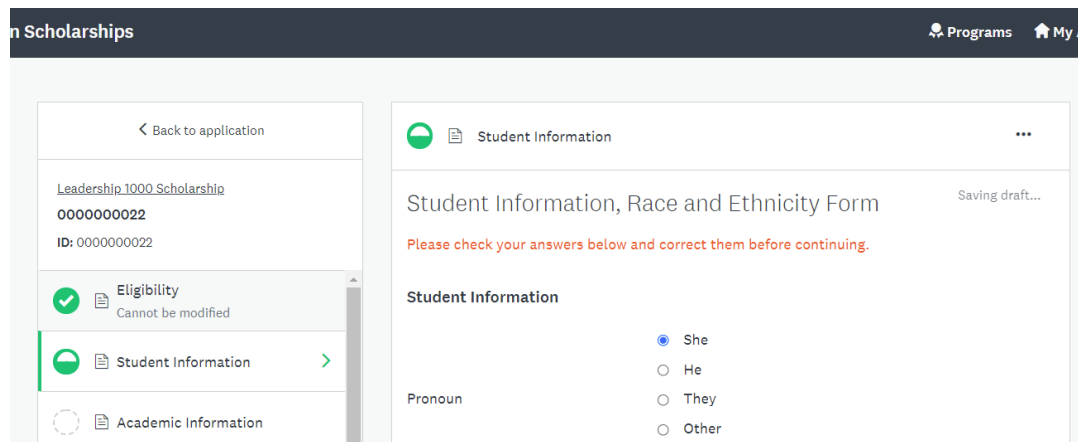 n Scholarships
Programs
My
Back to application
Student Information
...
Leadership 1000 Scholarship
0000000022
ID: 0000000022
Student Information, Race and Ethnicity Form
Saving draft...
Please check your answers below and correct them before continuing.
Eligibility
Cannot be modified
Student Information
Academic Information
Student Information
Pronoun
She
He
They
Other